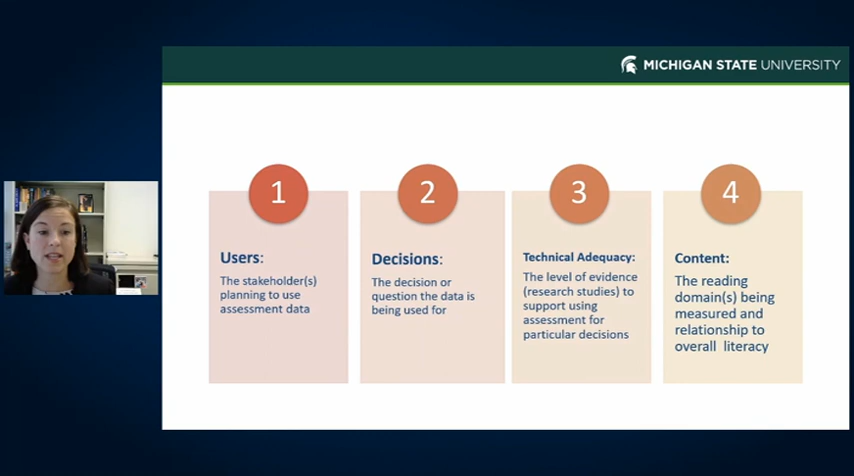 MICHIGAN STATE UNIVERSITY
1
Users:
The stakeholder(s)
planning to use
assessment data
2
Decisions:
The decision or
question the data is
being used for
3
Technical Adequacy:
The level of evidence
(research studies) to
support using
assessment for
particular decisions
4
Content:
The reading
domain(s) being
measured and
relationship to
overall literacy